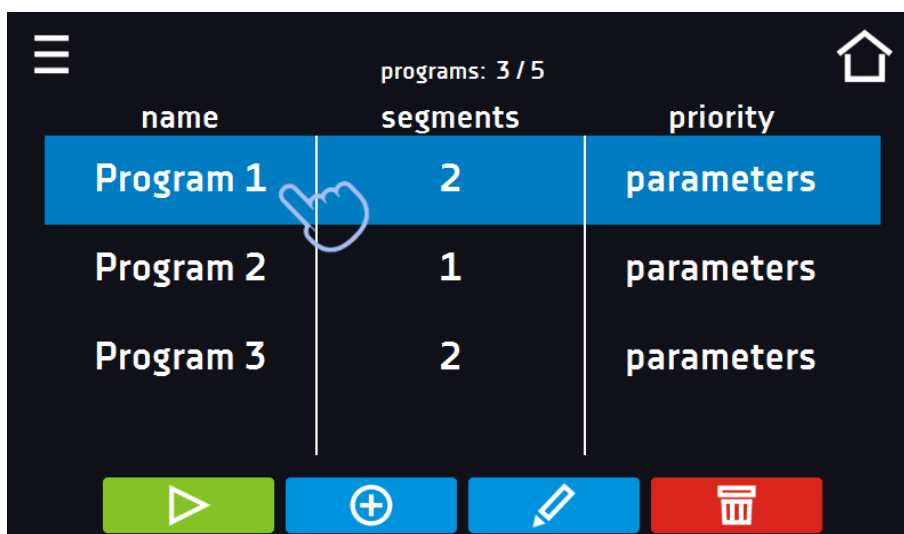 programs: 3 / 5
name segments priority
Program 1 2 parameters
Program 2 1 parameters
Program 3 2 parameters